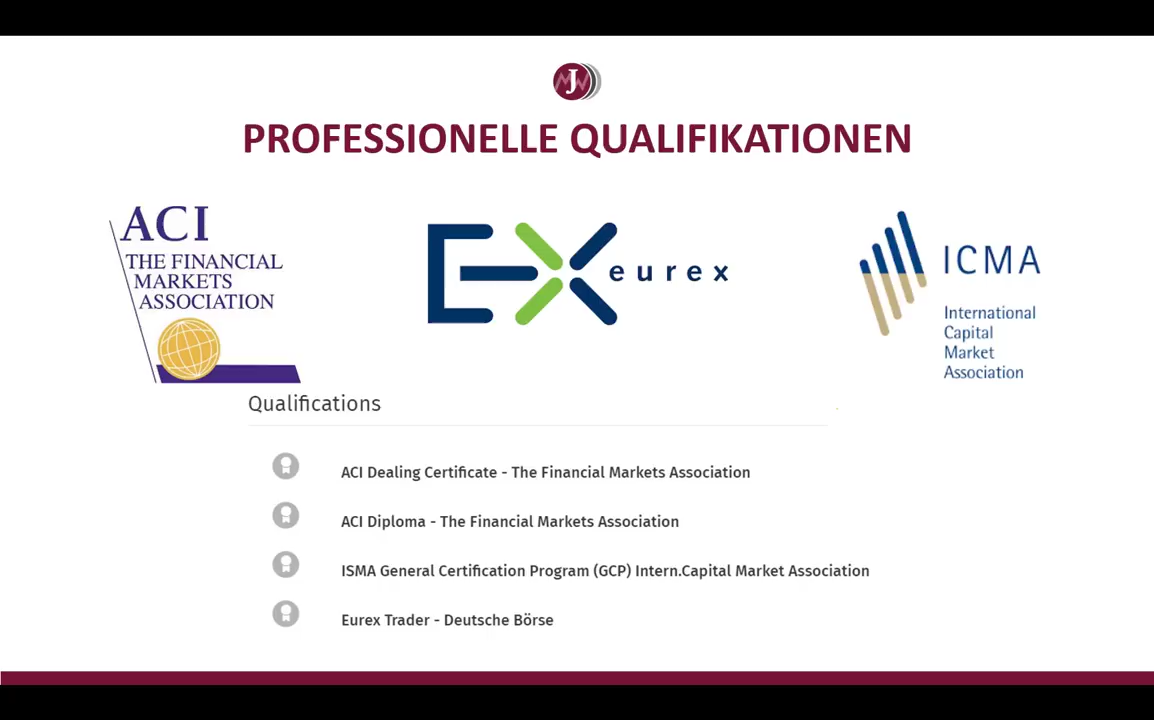 J
PROFESSIONELLE QUALIFIKATIONEN
ACI
THE FINANCIAL
MARKETS
ASSOCIATION
eurex
ICMA
International
Capital
Market
Association
Qualifications
ACI Dealing Certificate - The Financial Markets Association
ACI Diploma - The Financial Markets Association
ISMA General Certification Program (GCP) Intern.Capital Market Association
Eurex Trader - Deutsche Börse